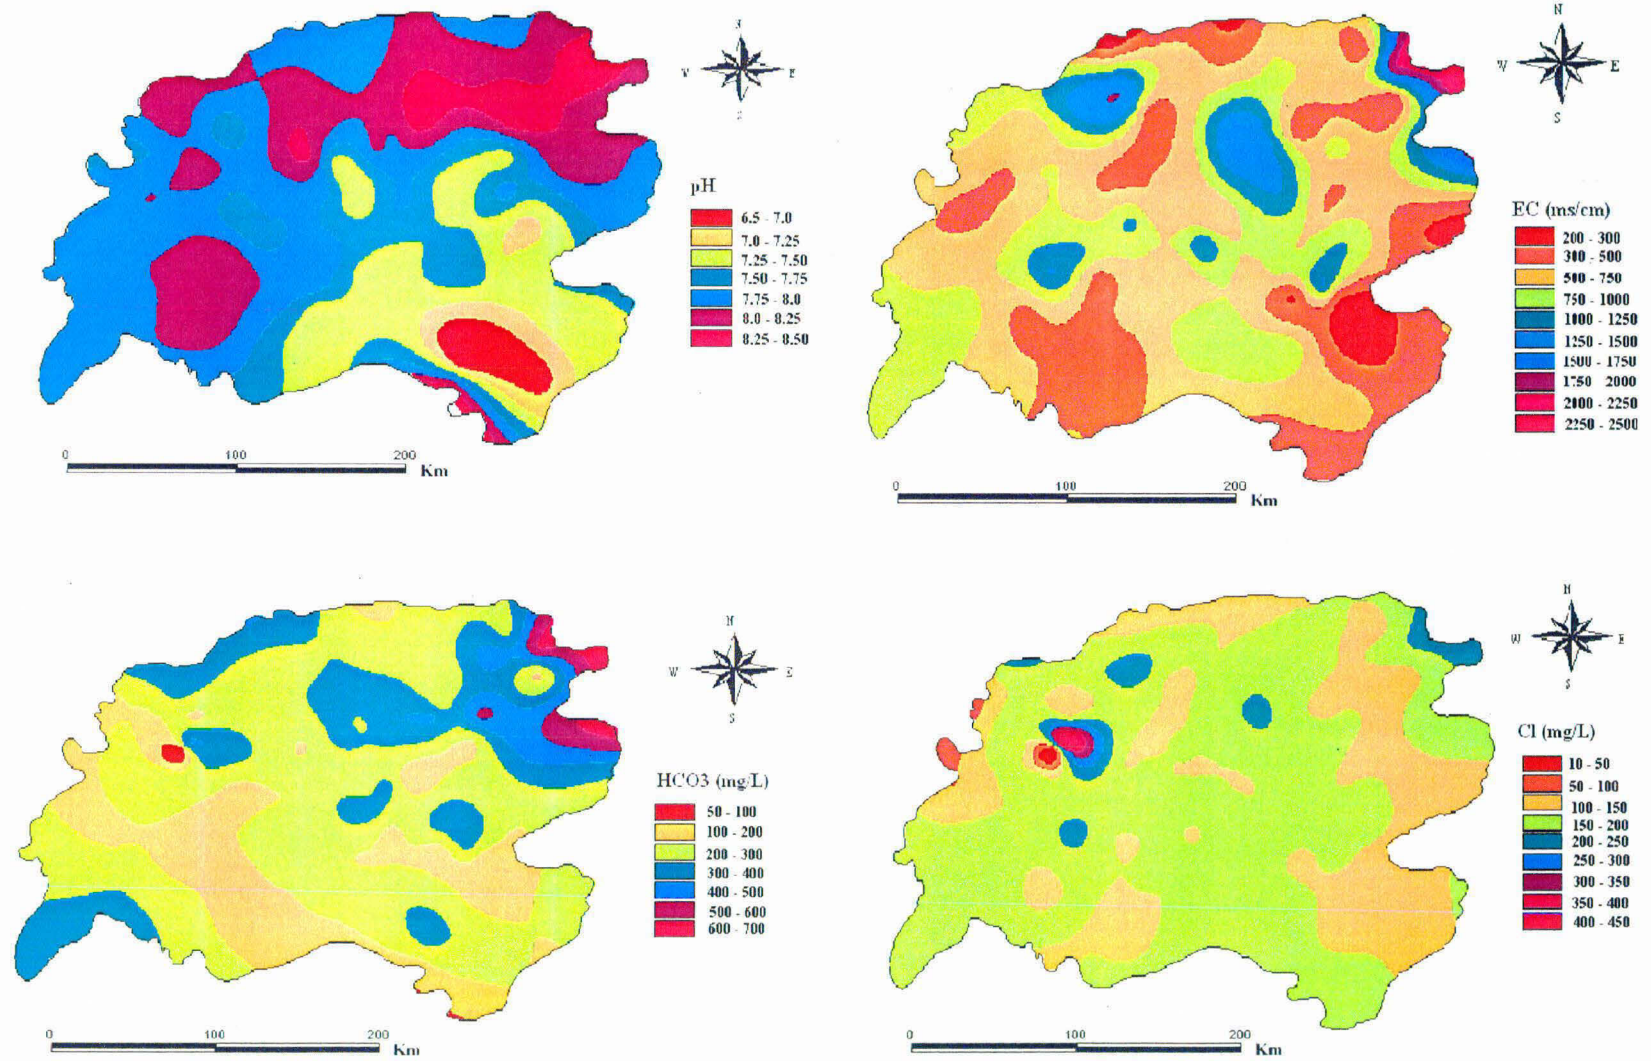 N
W E
S
pH
6.5 - 7.0
7.0 - 7.25
7.25 - 7.50
7.50 - 7.75
7.75 - 8.0
8.0 - 8.25
8.25 - 8.50
0 100 200
Km
N
W E
S
EC (ms/cm)
200 - 300
300 - 500
500 - 750
750 - 1000
1000 - 1250
1250 - 1500
1500 - 1750
1750 2000
2000 - 2250
2250 - 2500
0 100 200
Km
N
W E
S
HCO3 (mg/L)
50 - 100
100 - 200
200 - 300
300 - 400
400 - 500
500 - 600
600 - 700
0 100 200
Km
N
W E
S
Cl (mg/L)
10 - 50
50 - 100
100 - 150
150 - 200
200 - 250
250 - 300
300 - 350
350 - 400
400 - 450
0 100 200
Km